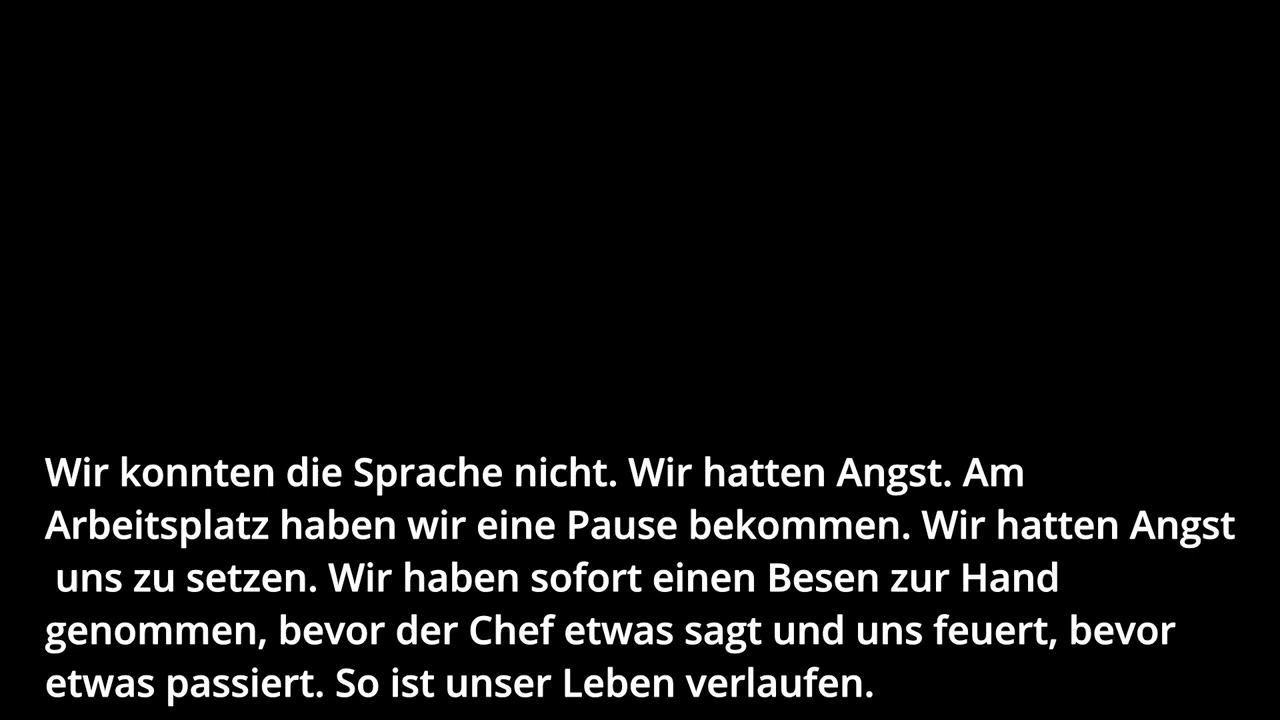 Wir konnten die Sprache nicht. Wir hatten Angst. Am
Arbeitsplatz haben wir eine Pause bekommen. Wir hatten Angst
uns zu setzen. Wir haben sofort einen Besen zur Hand
genommen, bevor der Chef etwas sagt und uns feuert, bevor
etwas passiert. So ist unser Leben verlaufen.